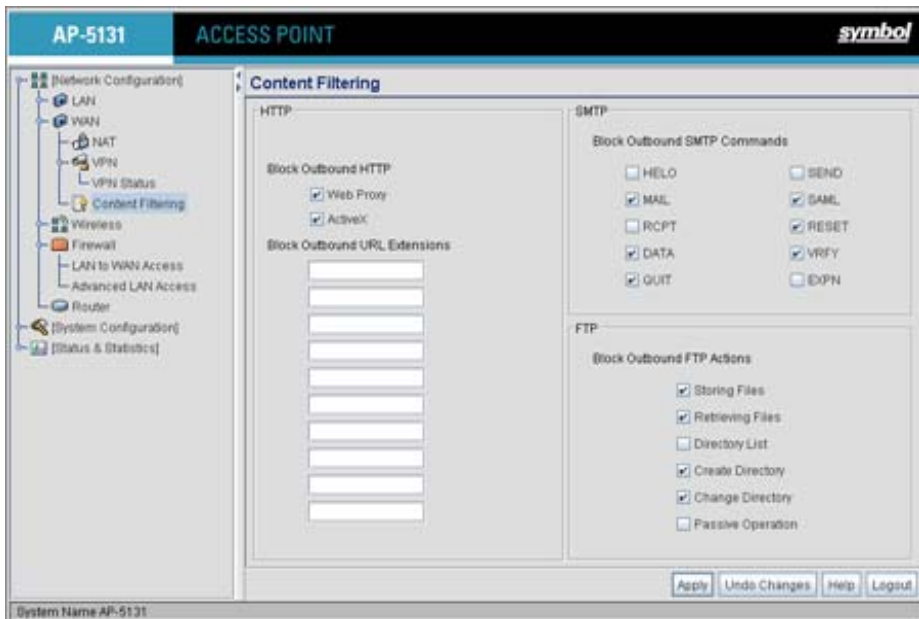 AP-5131
ACCESS POINT
symbol
[Network Configuration]
LAN
WAN
NAT
VPN
VPN Status
Content Filtering
Wireless
Firewall
LAN to WAN Access
Advanced LAN Access
Router
[System Configuration]
[Status & Statistics]
Content Filtering
HTTP
Block Outbound HTTP
Web Proxy
ActiveX
Block Outbound URL Extensions
SMTP
Block Outbound SMTP Commands
HELO SEND
MAIL SAML
RCPT RESET
DATA VRFY
QUIT EXPN
FTP
Block Outbound FTP Actions
Storing Files
Retrieving Files
Directory List
Create Directory
Change Directory
Passive Operation
Apply Undo Changes Help Logout
System Name AP-5131